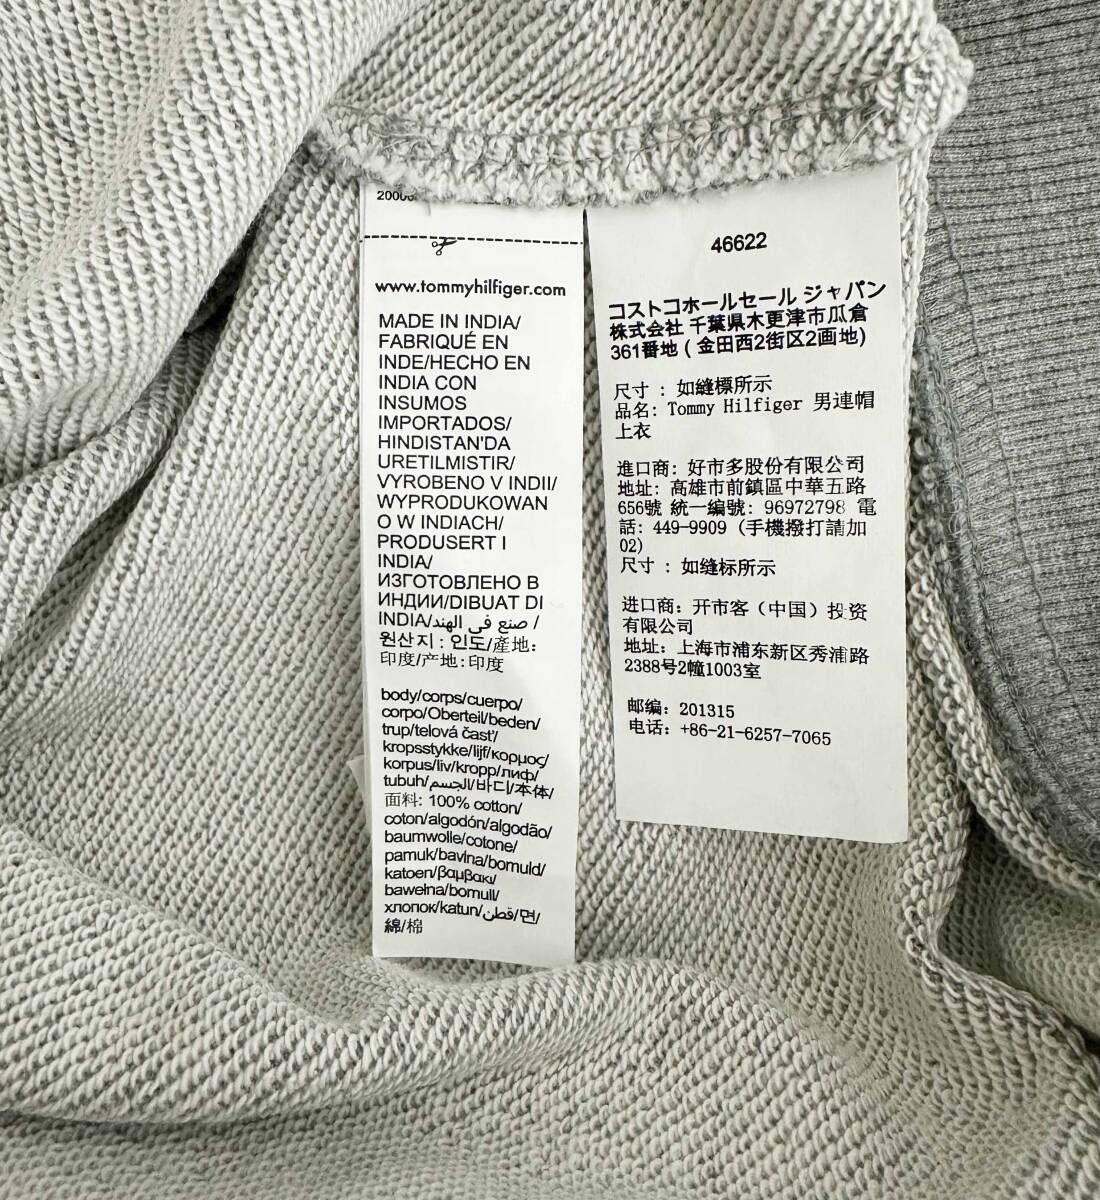 www.tommyhilfiger.com
MADE IN INDIA/
FABRIQUÉ EN
INDE/HECHO EN
INDIA CON
INSUMOS
IMPORTADOS/
HINDISTAN'DA
URETILMISTIR/
VYROBENO V INDII/
WYPRODUKOWAN
O W INDIACH/
PRODUSERT I
INDIA/
ИЗГОТОВЛЕНО В
ИНДИИ/DIBUAT DI
INDIA/صنع في الهند/
원산지: 인도/產地:
印度/产地:印度
body/corps/cuerpo/
corpo/Oberteil/beden/
trup/telová časť/
kropsstykke/lijf/κορμος/
korpus/liv/kropp/лиф/
tubuh/الجسم/바디/本体/
面料: 100% cotton/
coton/algodón/algodão/
baumwolle/cotone/
pamuk/bavlna/bomuld/
katoen/βαμβακι/
bawełna/bomull/
хлопок/katun/قطن/면/
綿/棉
46622
コストコホールセール ジャパン
株式会社 千葉県木更津市瓜倉
361番地 ( 金田西2街区2画地)
尺寸 : 如縫標所示
品名: Tommy Hilfiger 男連帽
上衣
進口商: 好市多股份有限公司
地址: 高雄市前鎮區中華五路
656號 統一編號: 96972798 電
話: 449-9909 (手機撥打請加
02)
尺寸 : 如缝标所示
进口商: 开市客（中国）投资
有限公司
地址: 上海市浦东新区秀浦路
2388号2幢1003室
邮编: 201315
电话: +86-21-6257-7065